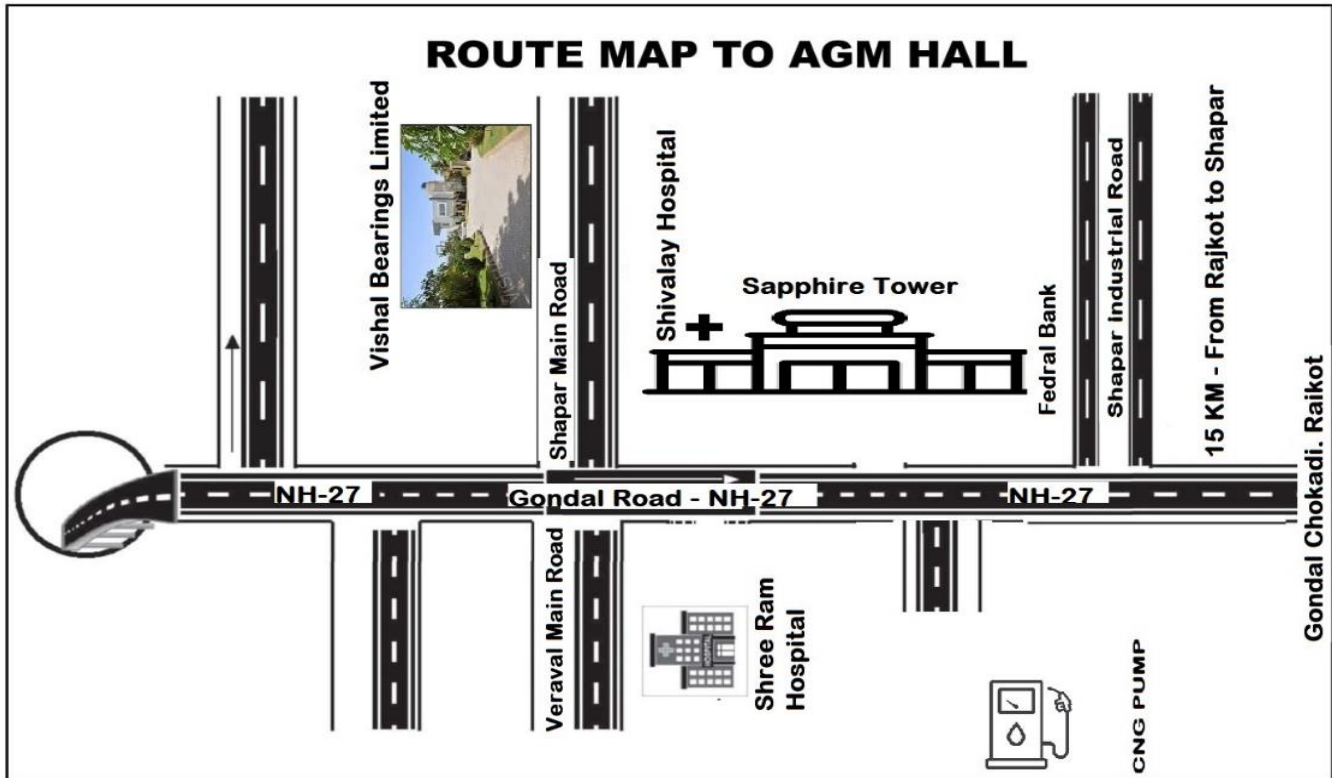 ROUTE MAP TO AGM HALL
Vishal Bearings Limited
Shapar Main Road
Shivalay Hospital
Sapphire Tower
Fedral Bank
Shapar Industrial Road
15 KM - From Rajkot to Shapar
Gondal Chokadi. Raikot
NH-27
Gondal Road - NH-27
NH-27
Veraval Main Road
Shree Ram
Hospital
HOSPITAL
CNG PUMP